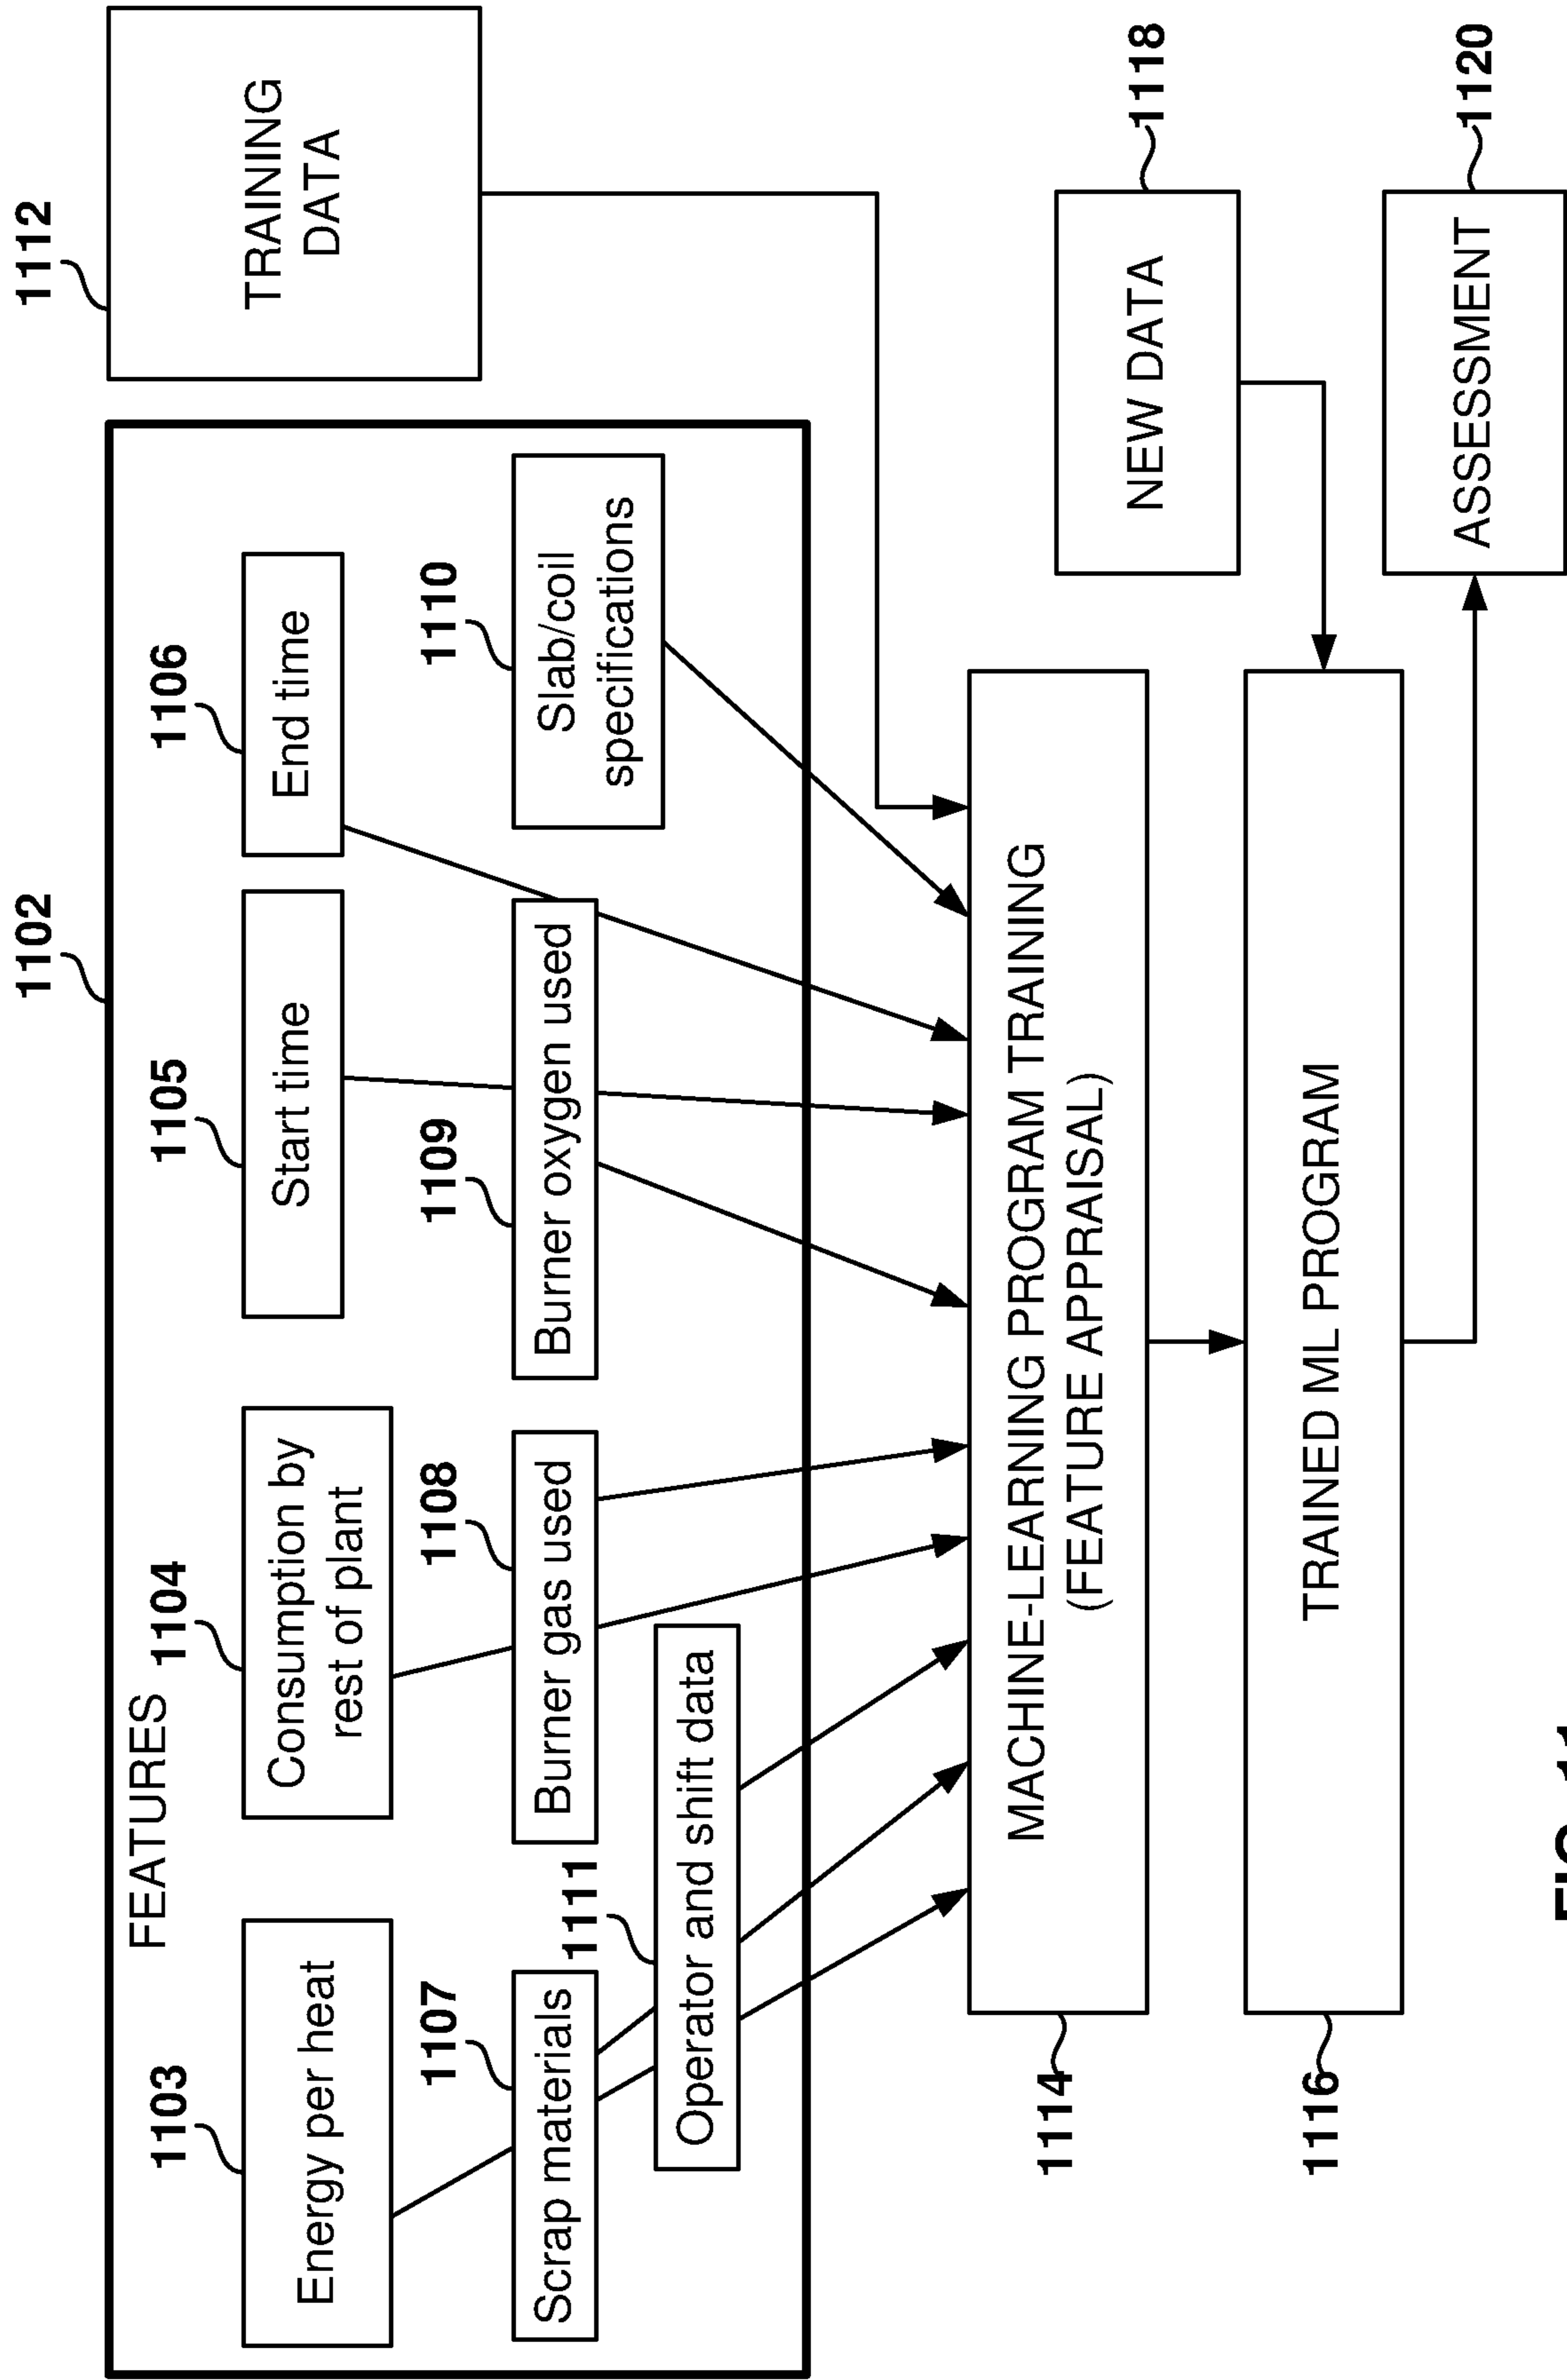 1102
1112
FEATURES
1103
1104
1105
1106
Energy per heat
Consumption by
rest of plant
Start time
End time
TRAINING
DATA
1107
1108
1109
1110
Scrap materials
Burner gas used
Burner oxygen used
Slab/coil
specifications
1111
Operator and shift data
1114
MACHINE-LEARNING PROGRAM TRAINING
(FEATURE APPRAISAL)
1118
NEW DATA
1116
TRAINED ML PROGRAM
1120
ASSESSMENT